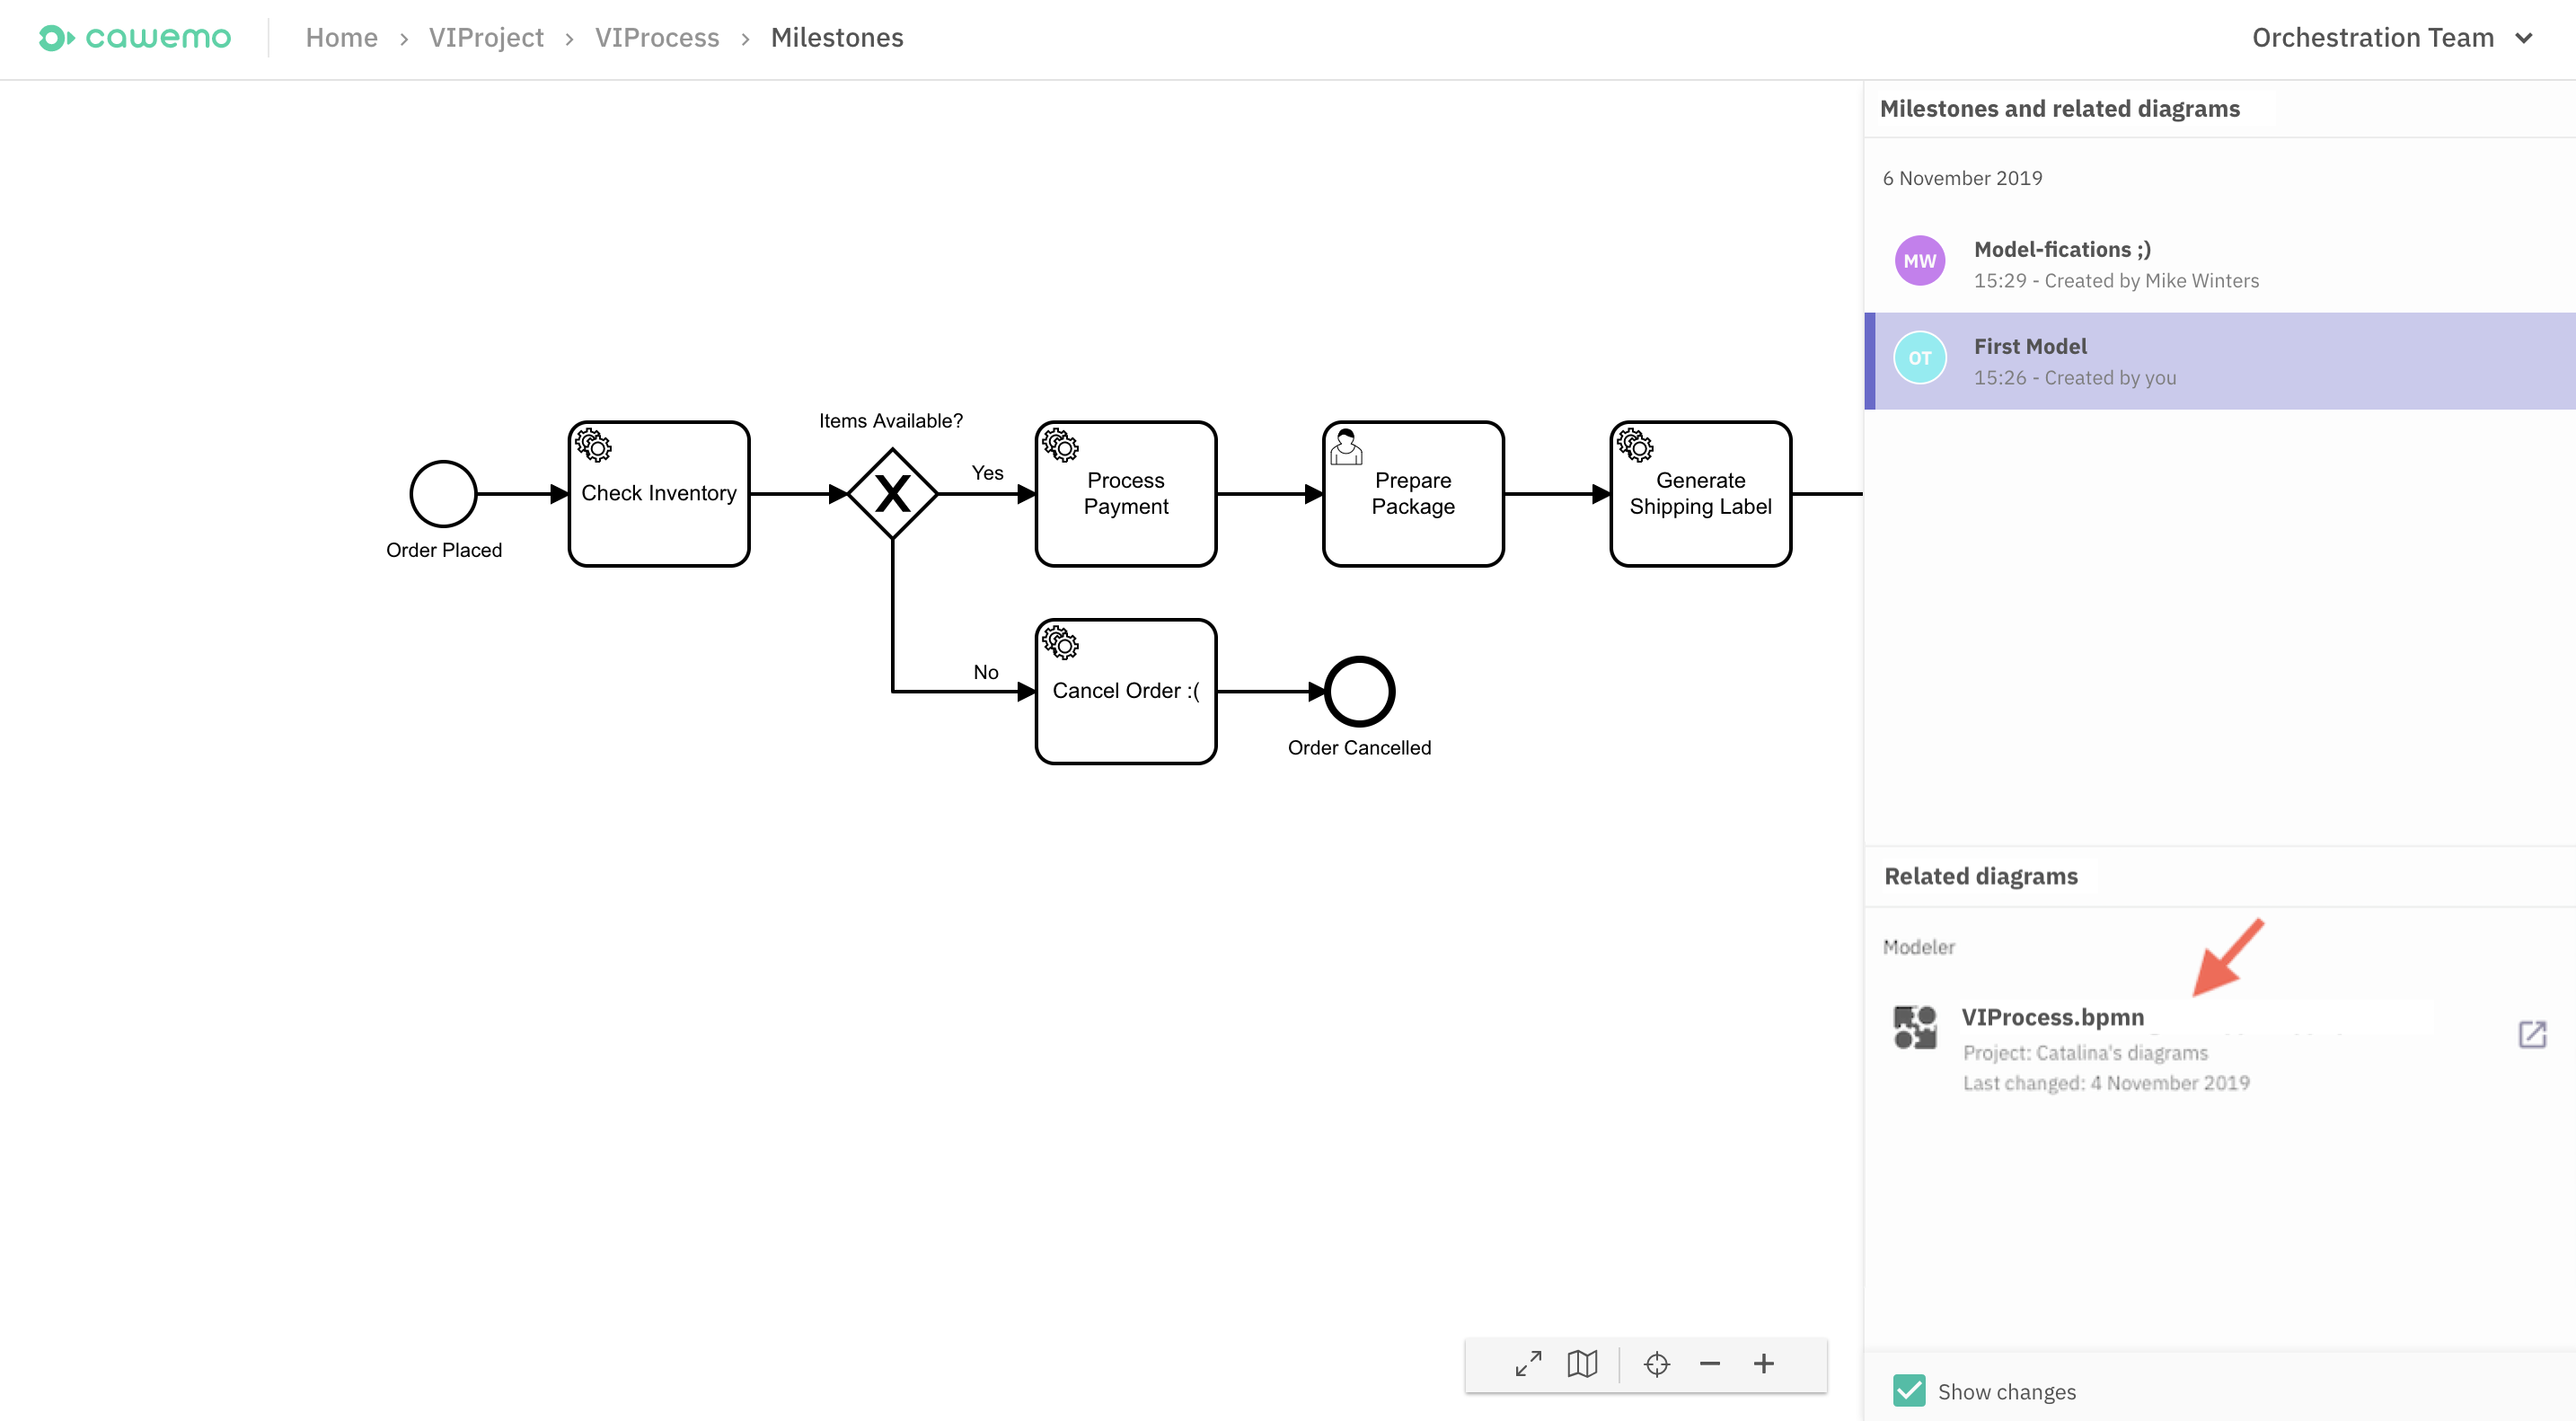 cawemo
Home › VIProject › VIProcess › Milestones
Orchestration Team
Milestones and related diagrams
6 November 2019
MW
Model-fications ;)
15:29 - Created by Mike Winters
OT
First Model
15:26 - Created by you
Items Available?
Order Placed
Check Inventory
X
Yes
Process
Payment
Prepare
Package
Generate
Shipping Label
No
Cancel Order :(
Order Cancelled
Related diagrams
Modeler
VIProcess.bpmn
Project: Catalina's diagrams
Last changed: 4 November 2019
Show changes